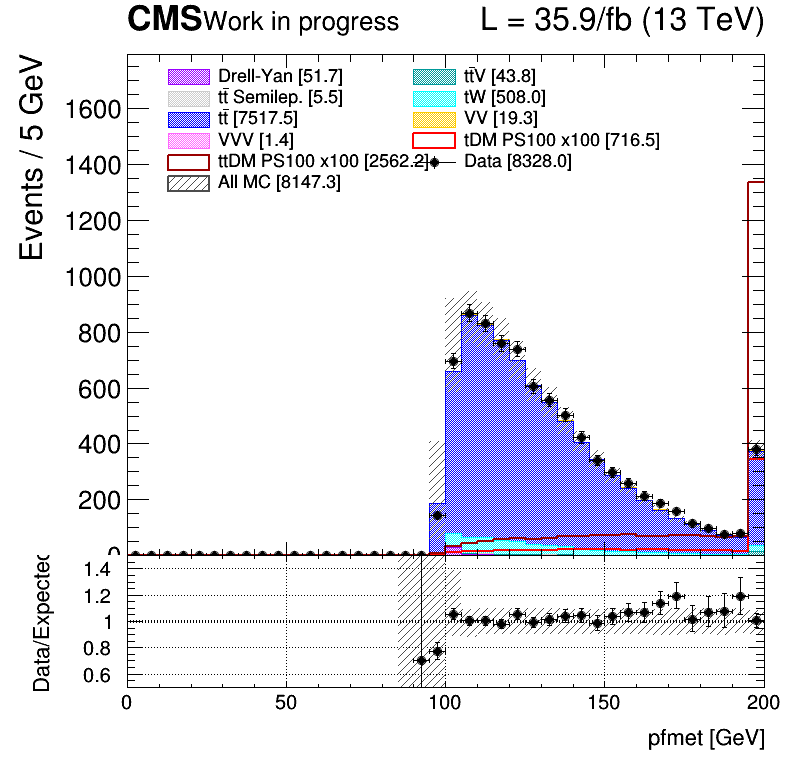 CMS Work in progress L = 35.9/fb (13 TeV)
Events / 5 GeV
Drell-Yan [51.7] tt̄V [43.8]
tt̄ Semilep. [5.5] tW [508.0]
tt̄ [7517.5] VV [19.3]
VVV [1.4] tDM PS100 x100 [716.5]
ttDM PS100 x100 [2562.2] Data [8328.0]
All MC [8147.3]
1600
1400
1200
1000
800
600
400
200
0
Data/Expected
1.4
1.2
1
0.8
0.6
0 50 100 150 200
pfmet [GeV]